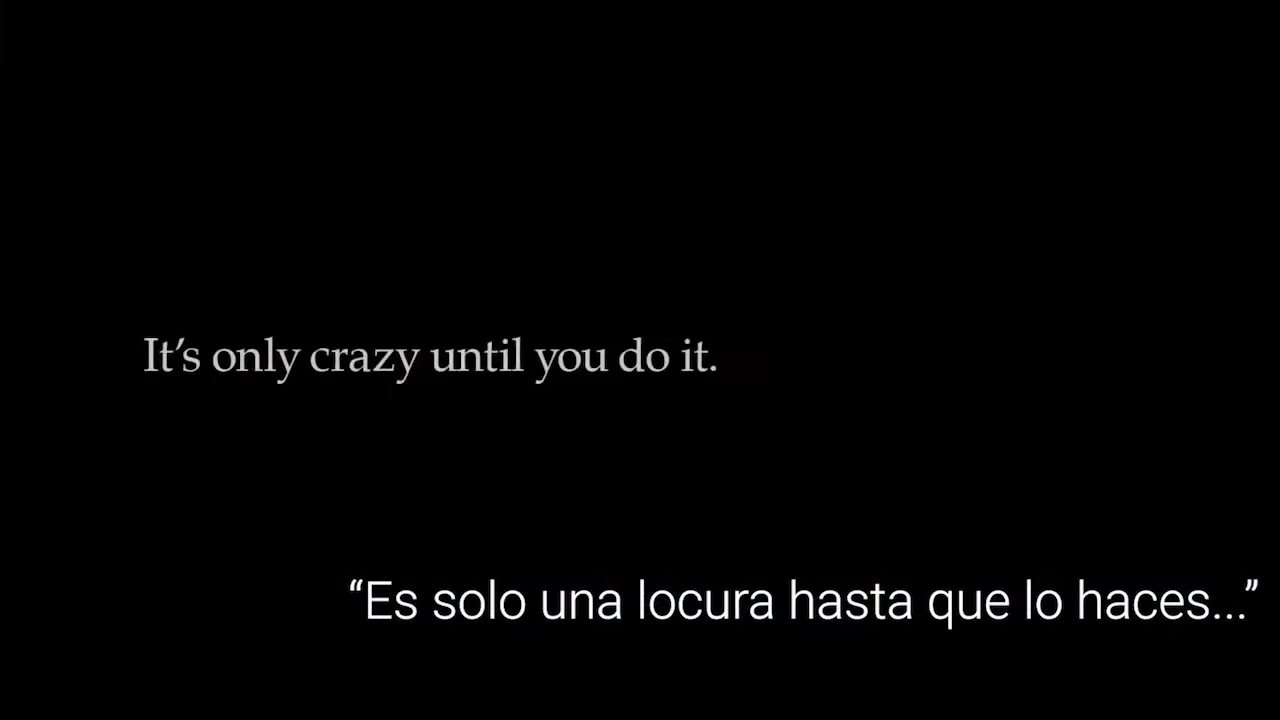 It’s only crazy until you do it.
“Es solo una locura hasta que lo haces...”